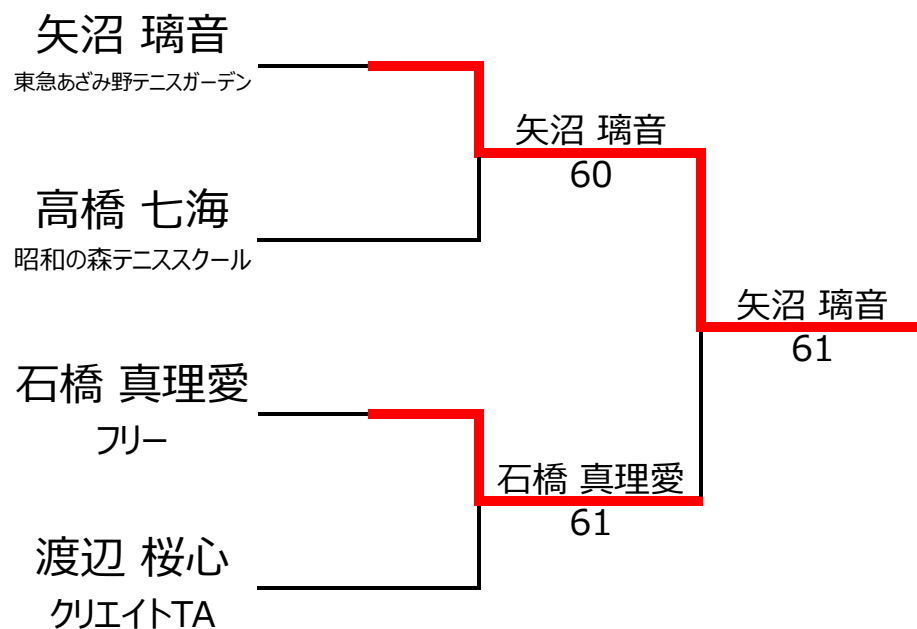 矢沼 璃音
東急あざみ野テニスガーデン
矢沼 璃音
60
高橋 七海
昭和の森テニススクール
矢沼 璃音
61
石橋 真理愛
フリー
石橋 真理愛
61
渡辺 桜心
クリエイトTA